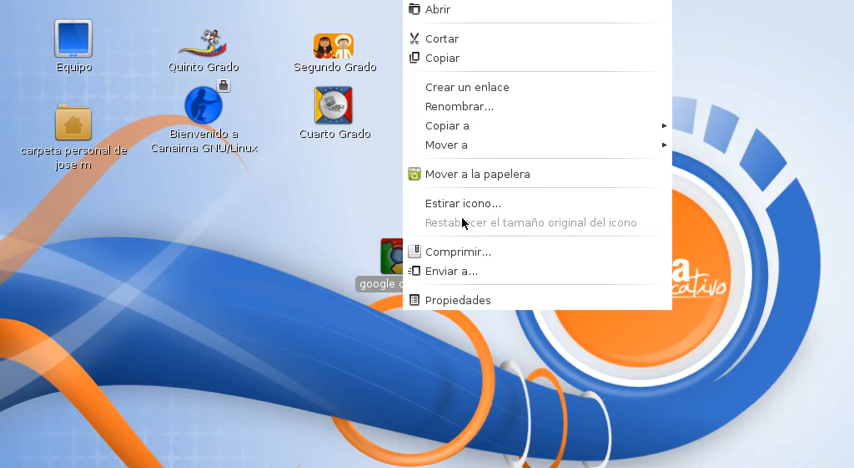 Equipo
Quinto Grado
Segundo Grado
carpeta personal de
jose m
Bienvenido a
Canaima GNU/Linux
Cuarto Grado
google
Abrir
Cortar
Copiar
Crear un enlace
Renombrar...
Copiar a
Mover a
Mover a la papelera
Estirar icono...
Restablecer el tamaño original del icono
Comprimir...
Enviar a...
Propiedades